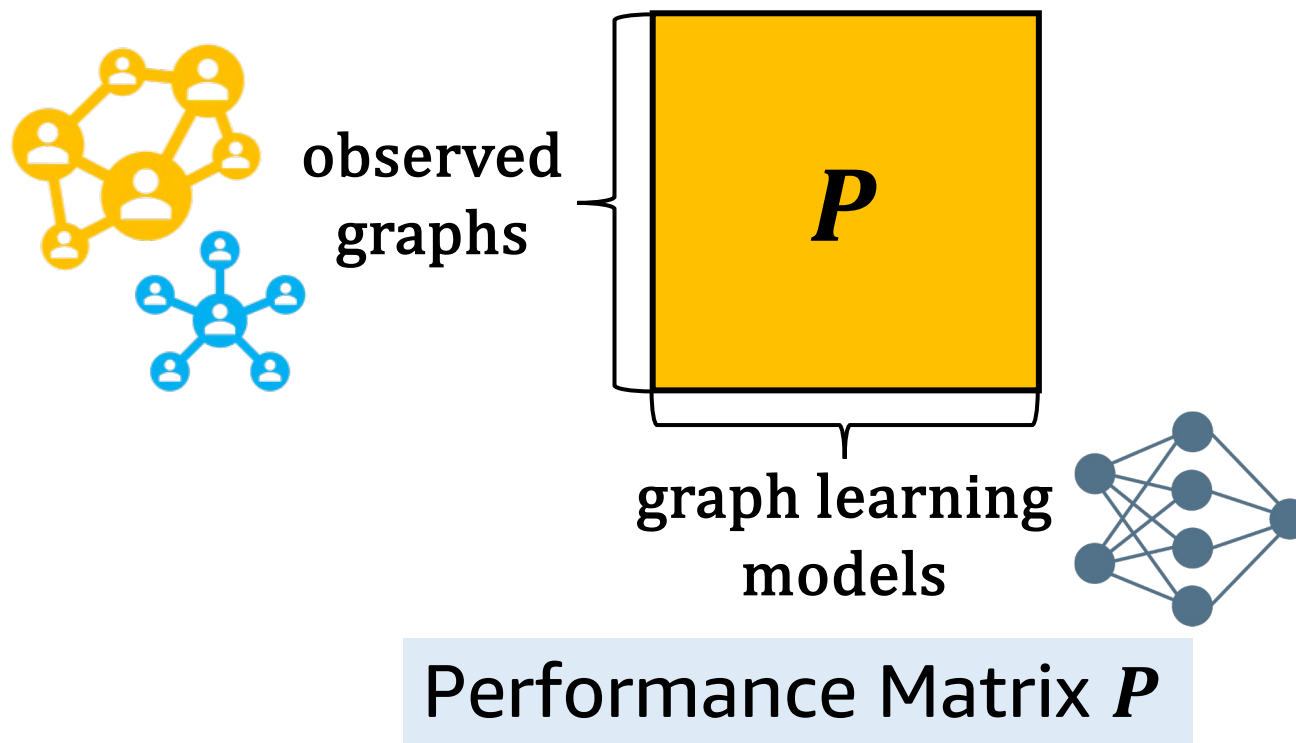 observed
graphs
P
graph learning
models
Performance Matrix P